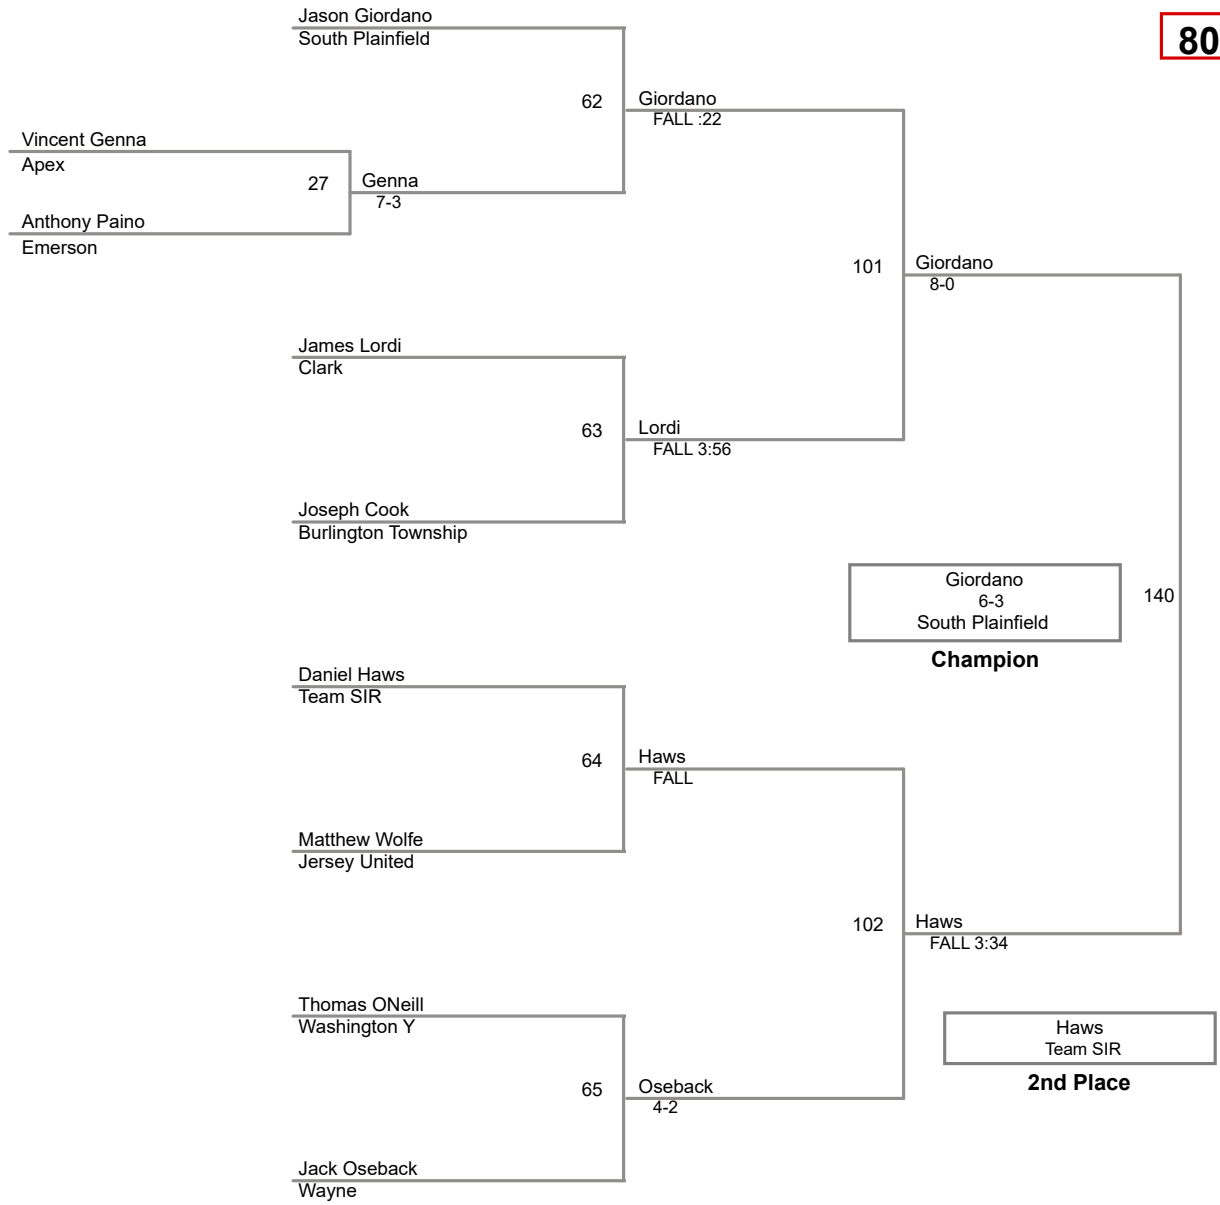 Jason Giordano
South Plainfield
80
62
Giordano
FALL :22
Vincent Genna
Apex
27
Genna
7-3
Anthony Paino
Emerson
101
Giordano
8-0
James Lordi
Clark
63
Lordi
FALL 3:56
Joseph Cook
Burlington Township
Giordano
6-3
South Plainfield
140
Champion
Daniel Haws
Team SIR
64
Haws
FALL
Matthew Wolfe
Jersey United
102
Haws
FALL 3:34
Thomas ONeill
Washington Y
Haws
Team SIR
2nd Place
65
Oseback
4-2
Jack Oseback
Wayne